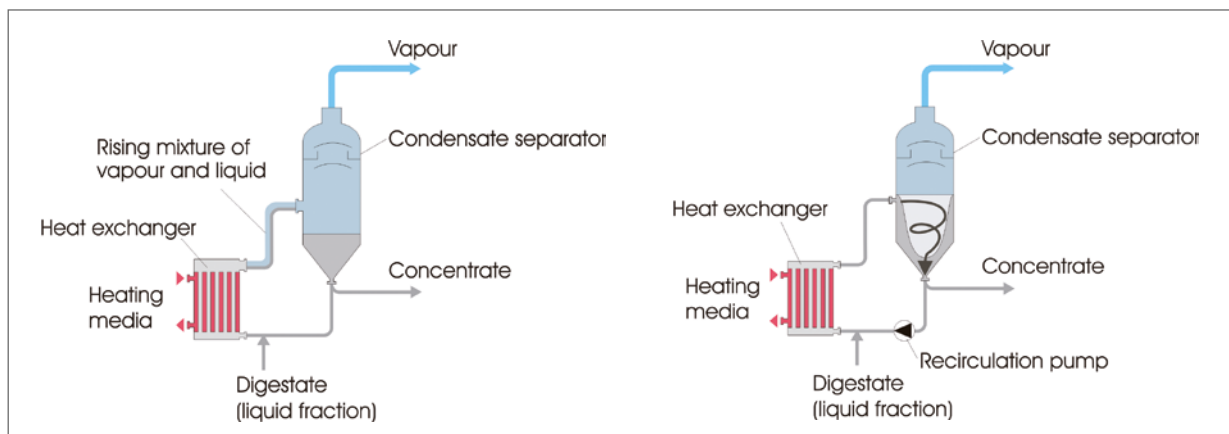 Vapour
Condensate separator
Rising mixture of
vapour and liquid
Heat exchanger
Heating
media
Concentrate
Digestate
(liquid fraction)
Vapour
Condensate separator
Heat exchanger
Heating
media
Concentrate
Recirculation pump
Digestate
(liquid fraction)